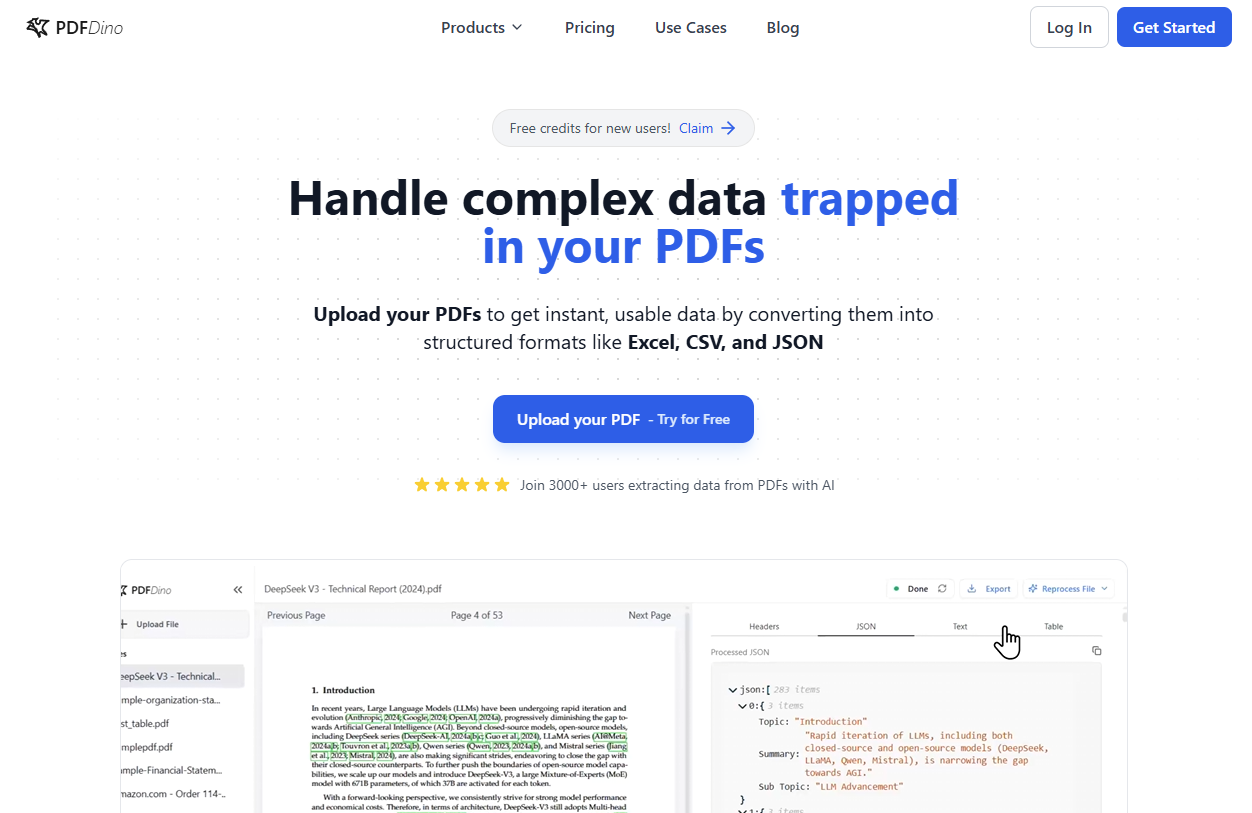 PDFDino
Products
Pricing
Use Cases
Blog
Log In
Get Started
Free credits for new users! Claim
Handle complex data trapped
in your PDFs
Upload your PDFs to get instant, usable data by converting them into
structured formats like Excel, CSV, and JSON
Upload your PDF - Try for Free
Join 3000+ users extracting data from PDFs with AI
PDFDino
Upload File
es
eepSeek V3 - Technical...
mple-organization-sta...
st_table.pdf
mplepdf.pdf
ample-Financial-Statem...
mazon.com - Order 114-..
DeepSeek V3 - Technical Report (2024).pdf
Done
Export
Reprocess File
Previous Page
Page 4 of 53
Next Page
1. Introduction
In recent years, Large Language Models (LLMs) have been undergoing rapid iteration and
evolution (Anthropic, 2024; Google, 2024; OpenAI, 2024a), progressively diminishing the gap to-
wards Artificial General Intelligence (AGI). Beyond closed-source models, open-source models,
including DeepSeek series (DeepSeek-AI, 2024a,b,c; Guo et al., 2024), LLaMA series (AI@Meta,
2024a,b; Touvron et al., 2023a,b), Qwen series (Qwen, 2023, 2024a,b), and Mistral series (Jiang
et al., 2023; Mistral, 2024), are also making significant strides, endeavoring to close the gap with
their closed-source counterparts. To further push the boundaries of open-source model capa-
bilities, we scale up our models and introduce DeepSeek-V3, a large Mixture-of-Experts (MoE)
model with 671B parameters, of which 37B are activated for each token.
With a forward-looking perspective, we consistently strive for strong model performance
and economical costs. Therefore, in terms of architecture, DeepSeek-V3 still adopts Multi-head
Headers
JSON
Text
Table
Processed JSON
json:[ 283 items
0:{ 3 items
Topic: "Introduction"
Summary: "Rapid iteration of LLMs, including both
closed-source and open-source models (DeepSeek,
LLaMA, Qwen, Mistral), is narrowing the gap
towards AGI."
Sub Topic: "LLM Advancement"
}
1:{ 3 items